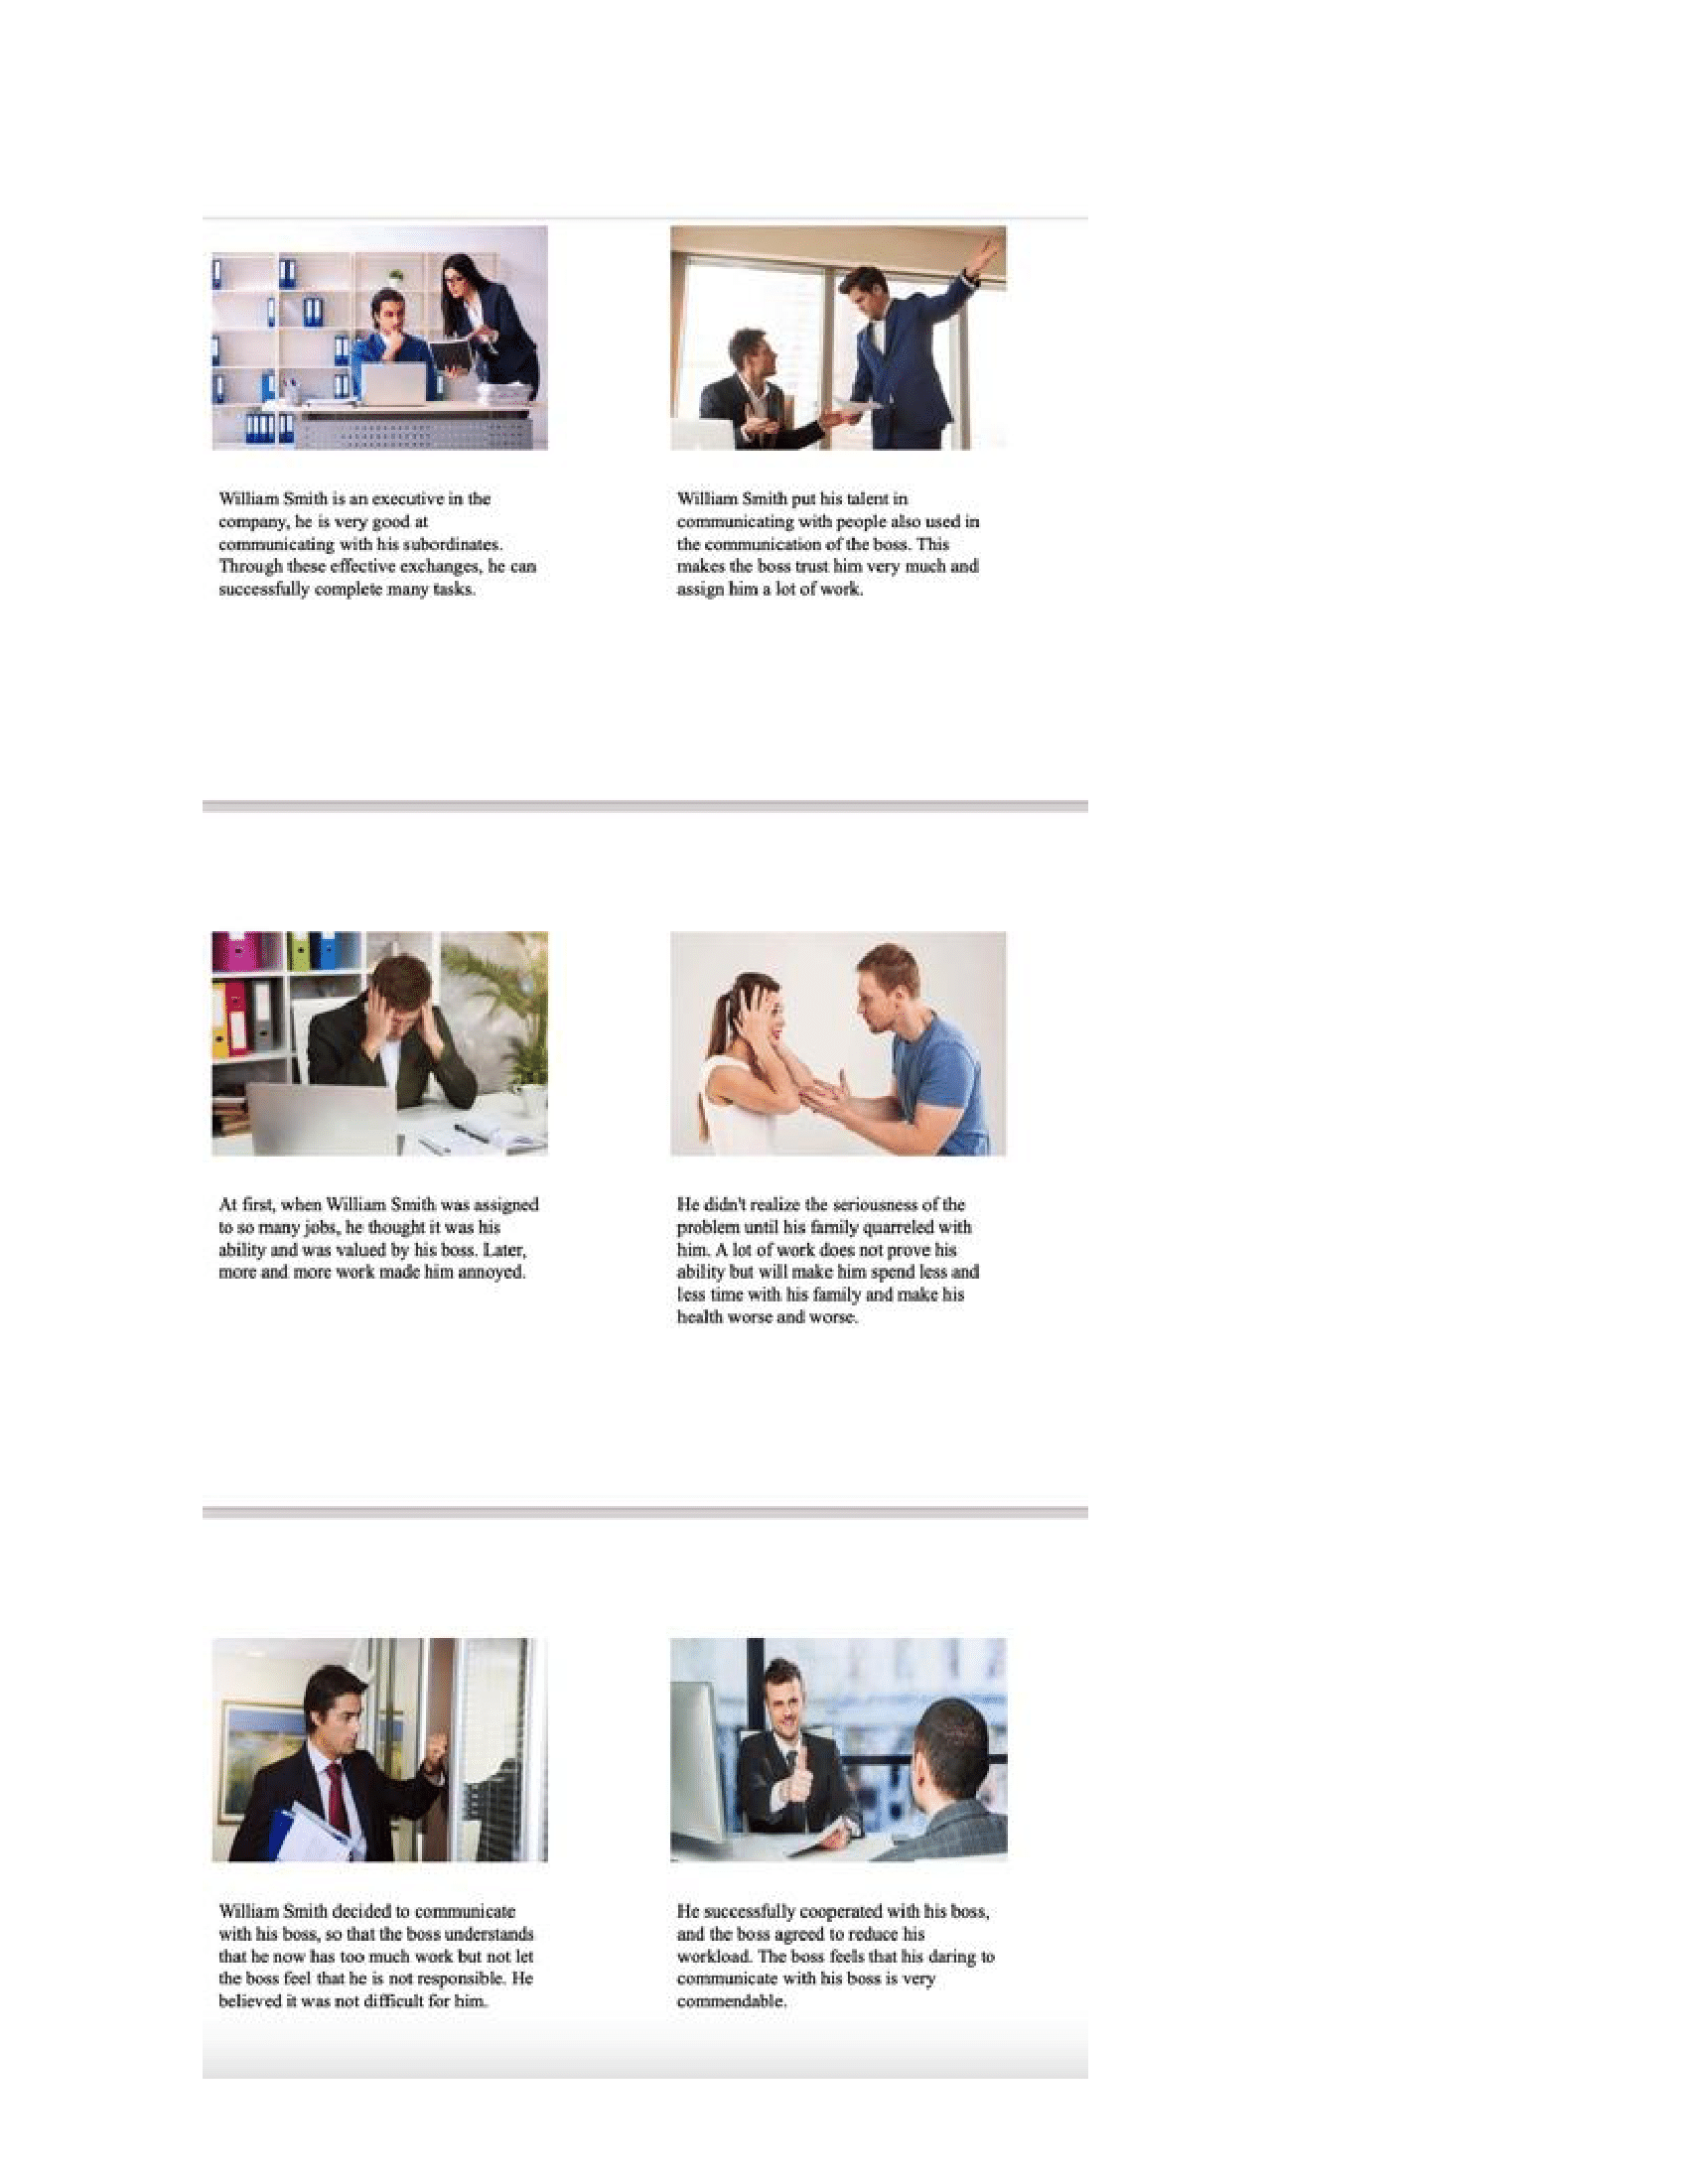 William Smith is an executive in the
company, he is very good at
communicating with his subordinates.
Through these effective exchanges, he can
successfully complete many tasks.
William Smith put his talent in
communicating with people also used in
the communication of the boss. This
makes the boss trust him very much and
assign him a lot of work.
At first, when William Smith was assigned
to so many jobs, he thought it was his
ability and was valued by his boss. Later,
more and more work made him annoyed.
He didn't realize the seriousness of the
problem until his family quarreled with
him. A lot of work does not prove his
ability but will make him spend less and
less time with his family and make his
health worse and worse.
William Smith decided to communicate
with his boss, so that the boss understands
that he now has too much work but not let
the boss feel that he is not responsible. He
believed it was not difficult for him.
He successfully cooperated with his boss,
and the boss agreed to reduce his
workload. The boss feels that his daring to
communicate with his boss is very
commendable.